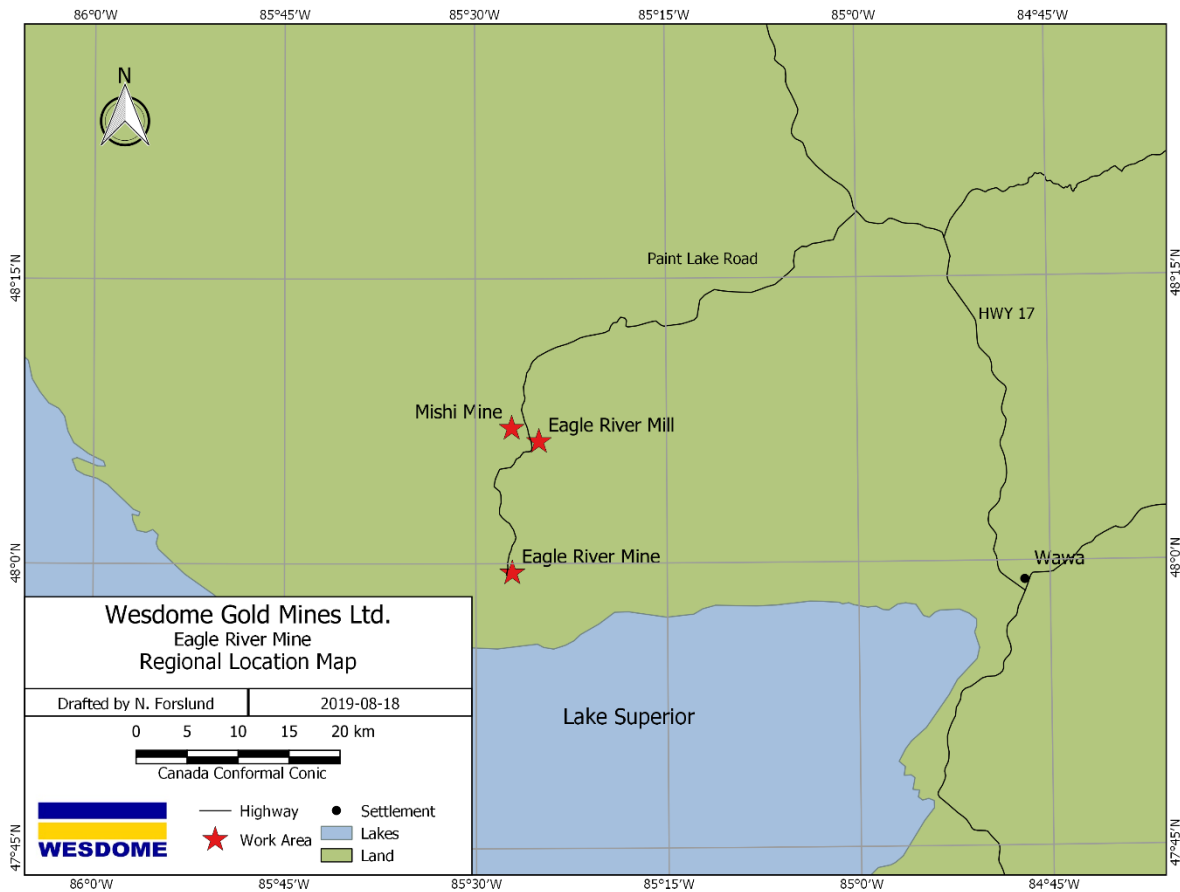 86°0'W 85°45'W 85°30'W 85°15'W 85°0'W 84°45'W
N
48°15'N
48°15'N
Paint Lake Road
HWY 17
Mishi Mine
Eagle River Mill
48°0'N
48°0'N
Eagle River Mine
Wawa
Wesdome Gold Mines Ltd.
Eagle River Mine
Regional Location Map
Drafted by N. Forslund 2019-08-18
0 5 10 15 20 km
Canada Conformal Conic
Lake Superior
Highway Settlement
Work Area Lakes
Land
WESDOME
47°45'N
47°45'N
86°0'W 85°45'W 85°30'W 85°15'W 85°0'W 84°45'W